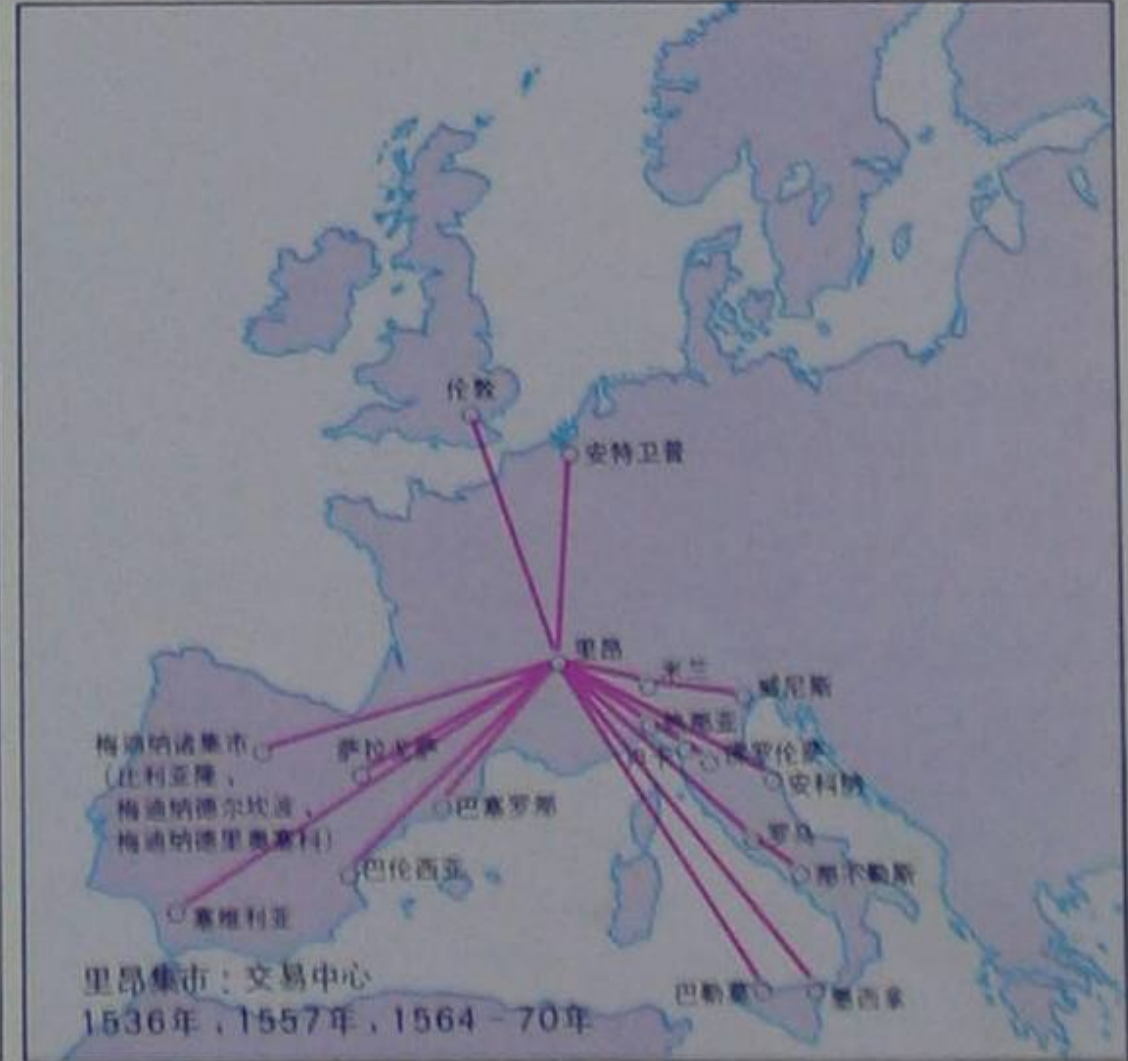 伦敦
安特卫普
里昂
米兰
威尼斯
热那亚
佛罗伦萨
安科纳
罗马
那不勒斯
梅迪纳诸集市
（比利亚隆、
梅迪纳德尔坎波、
梅迪纳德里奥塞科）
萨拉戈萨
巴塞罗那
巴伦西亚
塞维利亚
巴勒莫
墨西拿
里昂集市：交易中心
1536年，1557年，1564－70年